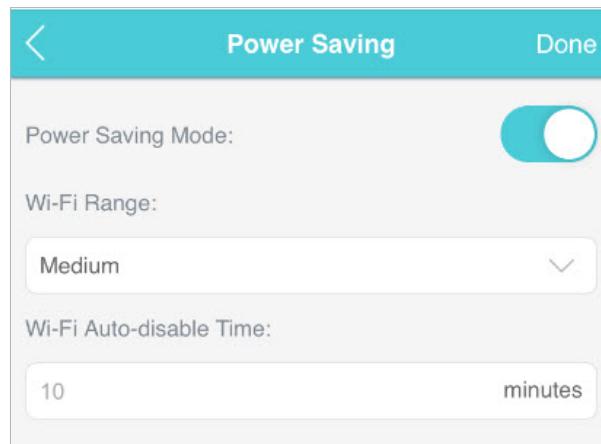 Power Saving Done
Power Saving Mode:
Wi-Fi Range:
Medium
Wi-Fi Auto-disable Time:
10 minutes